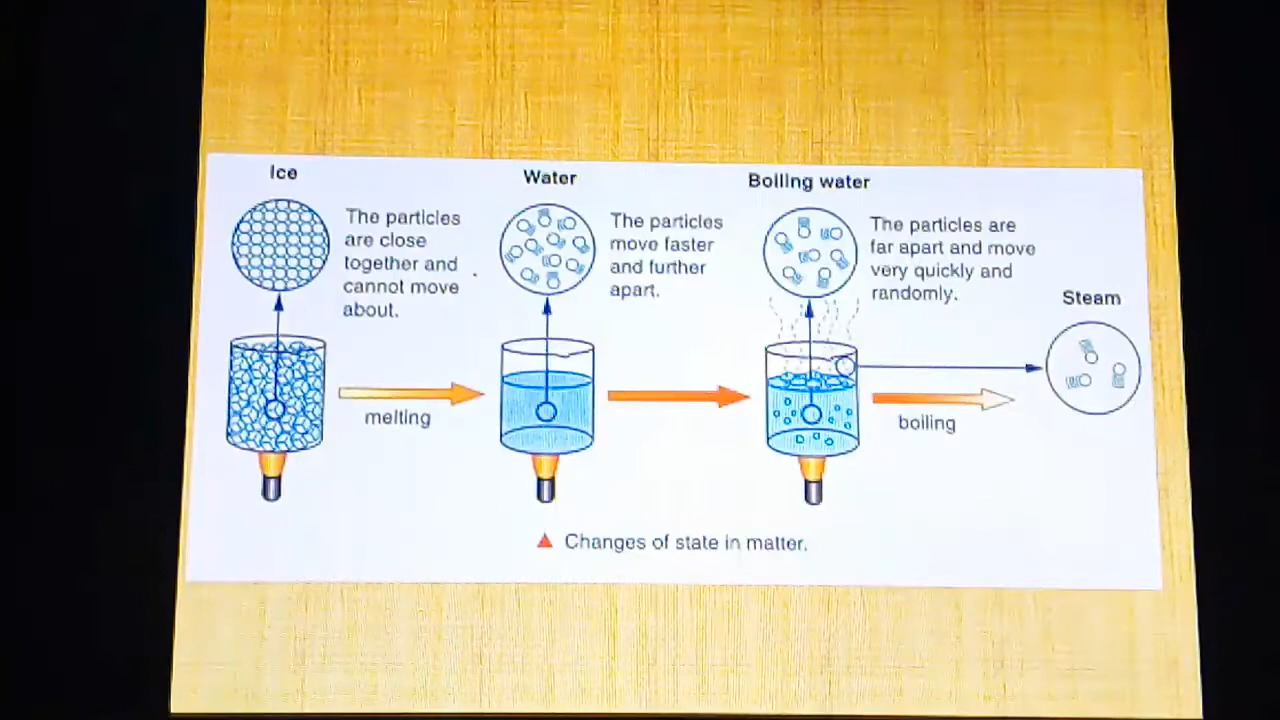 Ice
The particles
are close
together and
cannot move
about.
Water
The particles
move faster
and further
apart.
Boiling water
The particles are
far apart and move
very quickly and
randomly.
Steam
melting
boiling
Changes of state in matter.